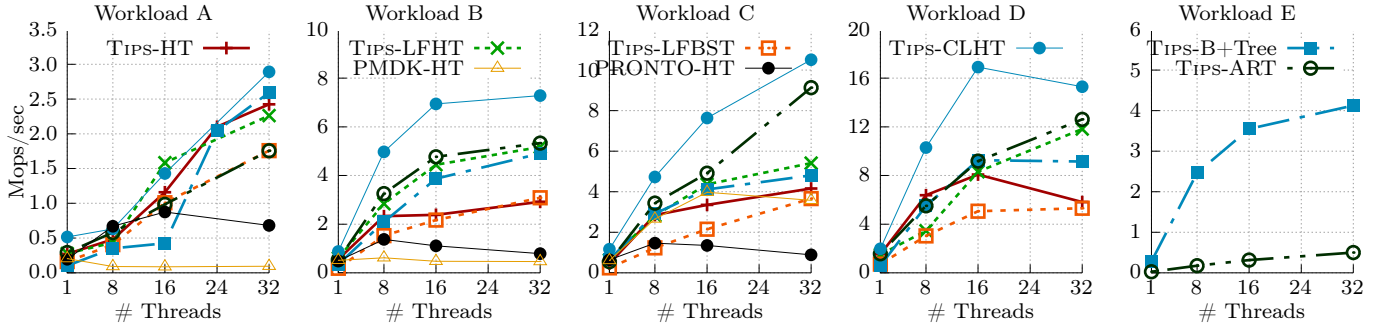 Workload A
Mops/sec
3.5
3.0
2.5
2.0
1.5
1.0
0.5
0.0
TIPS-HT
1 8 16 24 32
# Threads
Workload B
10
8
6
4
2
0
TIPS-LFHT
PMDK-HT
1 8 16 24 32
# Threads
Workload C
12
10
8
6
4
2
0
TIPS-LFBST
PRONTO-HT
1 8 16 24 32
# Threads
Workload D
20
16
12
8
4
0
TIPS-CLHT
1 8 16 24 32
# Threads
Workload E
6
5
4
3
2
1
0
TIPS-B+Tree
TIPS-ART
1 8 16 24 32
# Threads